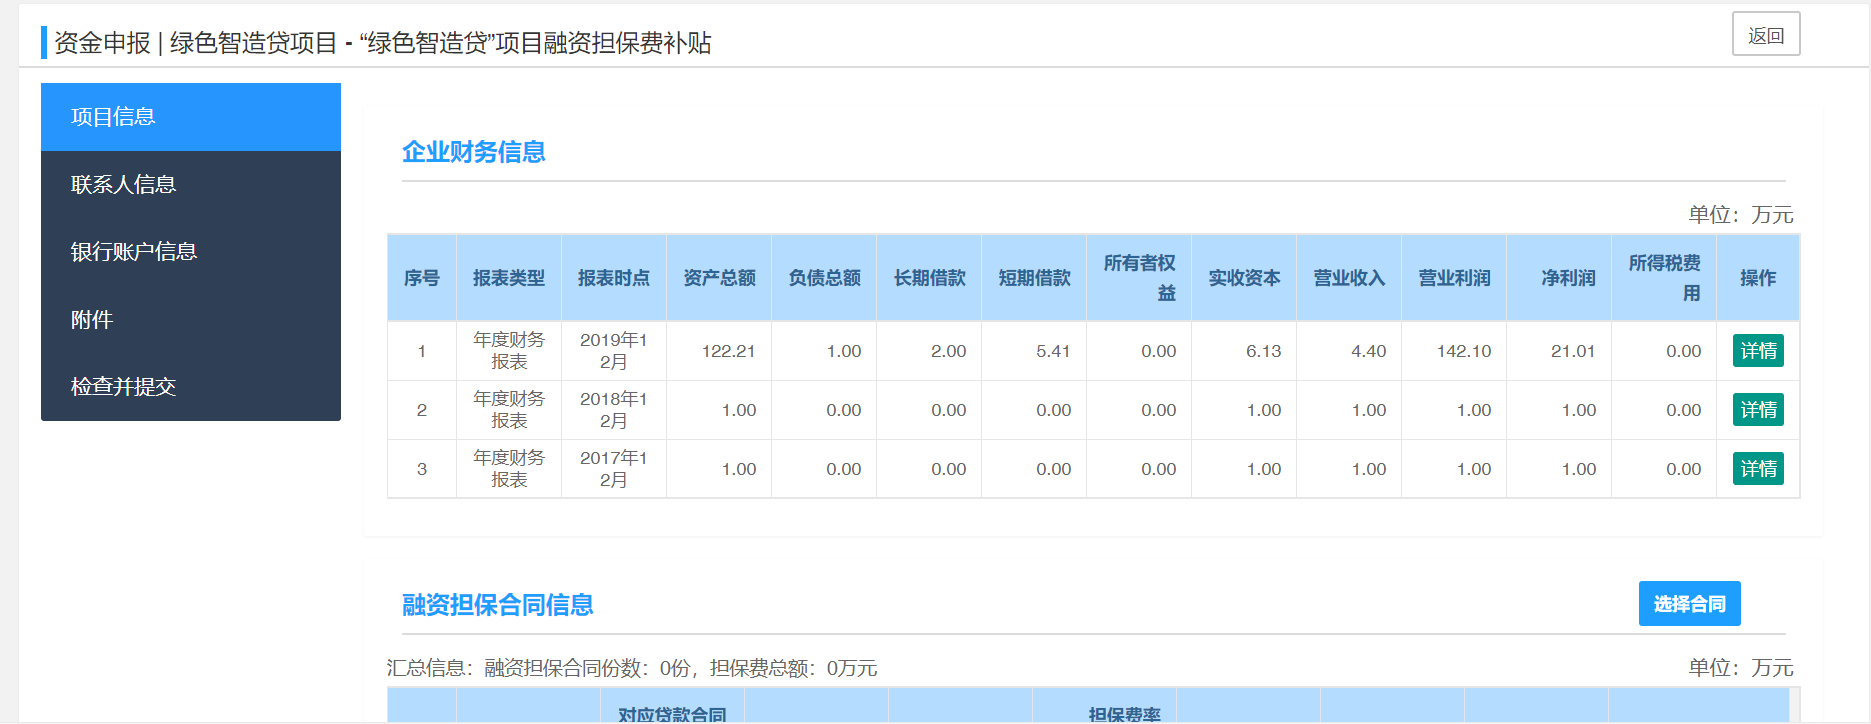 资金申报 | 绿色智造贷项目 - “绿色智造贷”项目融资担保费补贴
返回
项目信息
联系人信息
银行账户信息
附件
检查并提交
企业财务信息
单位：万元
序号 报表类型 报表时点 资产总额 负债总额 长期借款 短期借款 所有者权益 实收资本 营业收入 营业利润 净利润 所得税费用 操作
1 年度财务报表 2019年12月 122.21 1.00 2.00 5.41 0.00 6.13 4.40 142.10 21.01 0.00 详情
2 年度财务报表 2018年12月 1.00 0.00 0.00 0.00 0.00 1.00 1.00 1.00 1.00 0.00 详情
3 年度财务报表 2017年12月 1.00 0.00 0.00 0.00 0.00 1.00 1.00 1.00 1.00 0.00 详情
融资担保合同信息
选择合同
汇总信息：融资担保合同份数：0份，担保费总额：0万元
单位：万元
对应贷款合同 担保费率